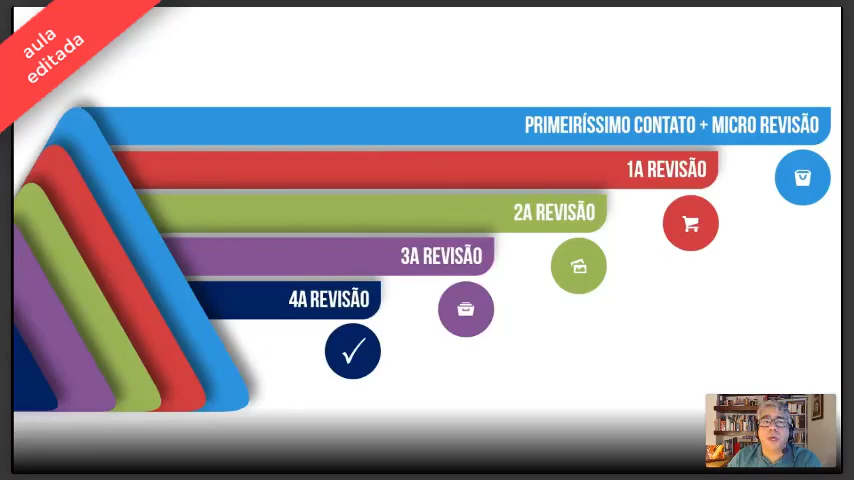 aula
editada
PRIMEIRÍSSIMO CONTATO + MICRO REVISÃO
1A REVISÃO
2A REVISÃO
3A REVISÃO
4A REVISÃO